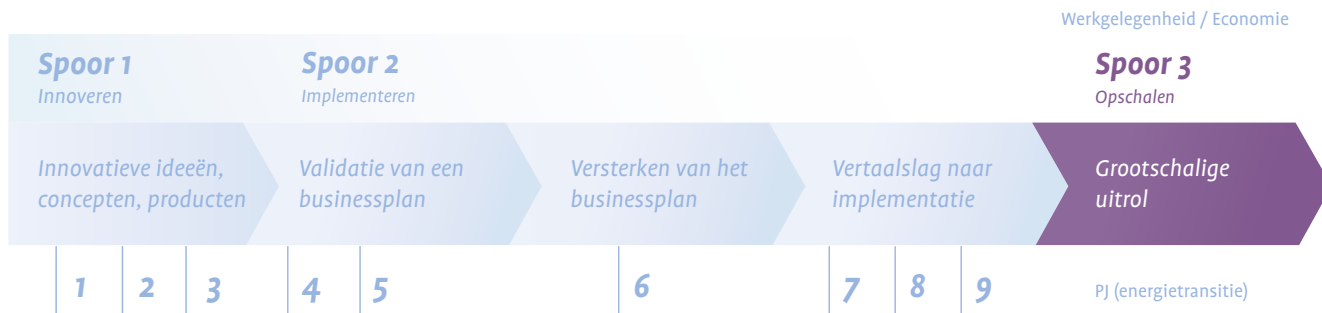 Werkgelegenheid / Economie
Spoor 1
Innoveren
Spoor 2
Implementeren
Spoor 3
Opschalen
Innovatieve ideeën,
concepten, producten
Validatie van een
businessplan
Versterken van het
businessplan
Vertaalslag naar
implementatie
Grootschalige
uitrol
1 2 3 4 5 6 7 8 9 PJ (energietransitie)